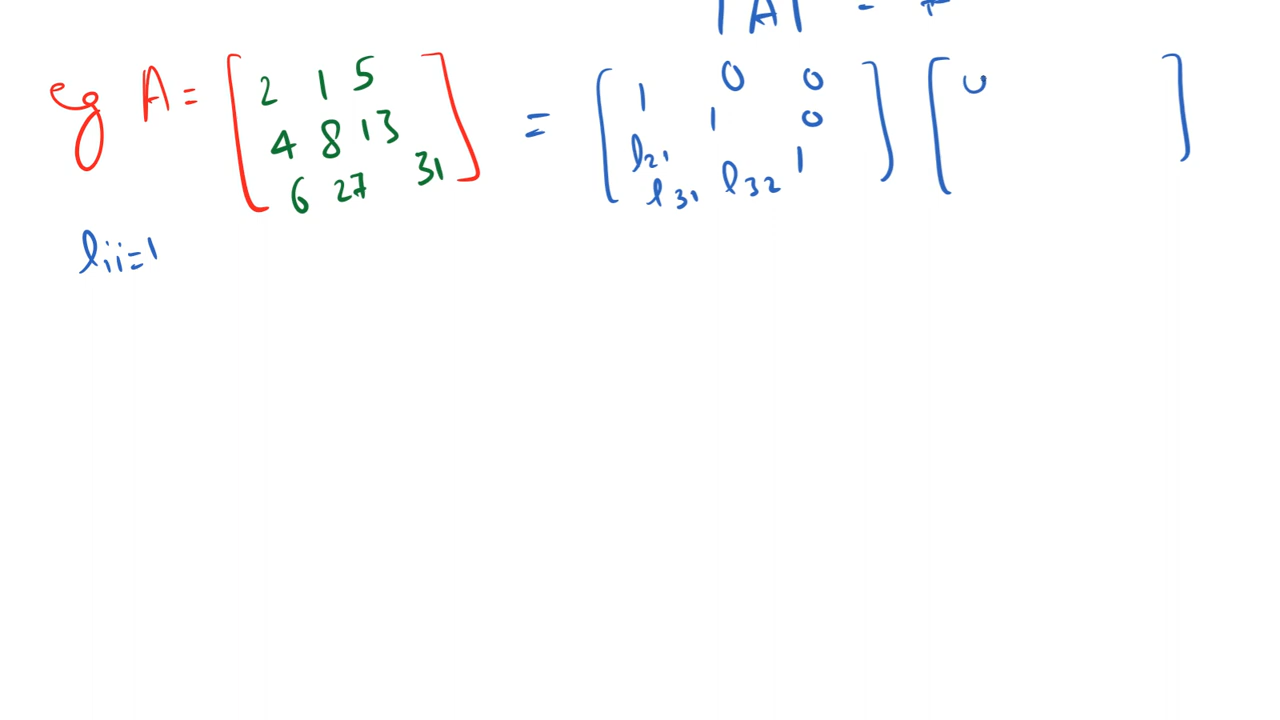 |A| =
eg A = [ 2 1 5 ] = [ 1 0 0 ] [ u ]
[ 4 8 13 ] [ l21 1 0 ]
[ 6 27 31 ] [ l31 l32 1 ]
lii=1